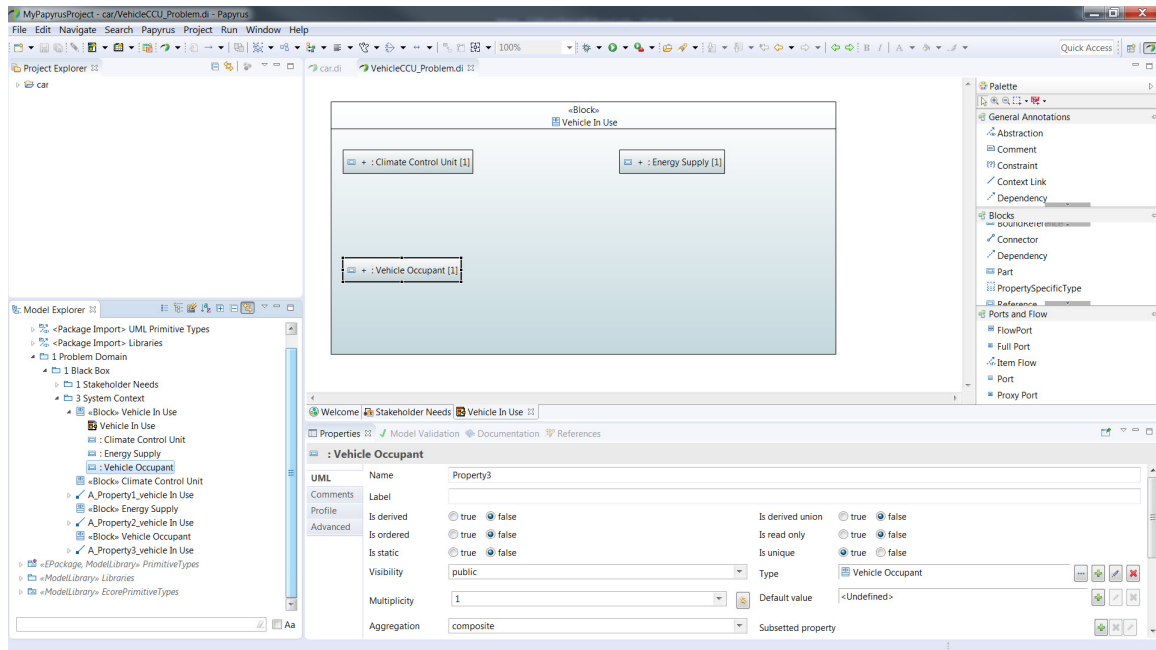 MyPapyrusProject - car/VehicleCCU_Problem.di - Papyrus
File Edit Navigate Search Papyrus Project Run Window Help
100%
B I
A
Quick Access
Project Explorer
car
car.di VehicleCCU_Problem.di
«Block»
Vehicle In Use
+ : Climate Control Unit [1]
+ : Energy Supply [1]
+ : Vehicle Occupant [1]
Palette
General Annotations
Abstraction
Comment
Constraint
Context Link
Dependency
Blocks
BoundReference
Connector
Dependency
Part
PropertySpecificType
Reference
Ports and Flow
FlowPort
Full Port
Item Flow
Port
Proxy Port
Model Explorer
<Package Import> UML Primitive Types
<Package Import> Libraries
1 Problem Domain
1 Black Box
1 Stakeholder Needs
3 System Context
«Block» Vehicle In Use
Vehicle In Use
: Climate Control Unit
: Energy Supply
: Vehicle Occupant
«Block» Climate Control Unit
A_Property1_vehicle In Use
«Block» Energy Supply
A_Property2_vehicle In Use
«Block» Vehicle Occupant
A_Property3_vehicle In Use
«EPackage, ModelLibrary» PrimitiveTypes
«ModelLibrary» Libraries
«ModelLibrary» EcorePrimitiveTypes
Aa
Welcome Stakeholder Needs Vehicle In Use
Properties Model Validation Documentation References
: Vehicle Occupant
UML
Comments
Profile
Advanced
Name Property3
Label
Is derived true false Is derived union true false
Is ordered true false Is read only true false
Is static true false Is unique true false
Visibility public Type Vehicle Occupant
Multiplicity 1 Default value <Undefined>
Aggregation composite Subsetted property